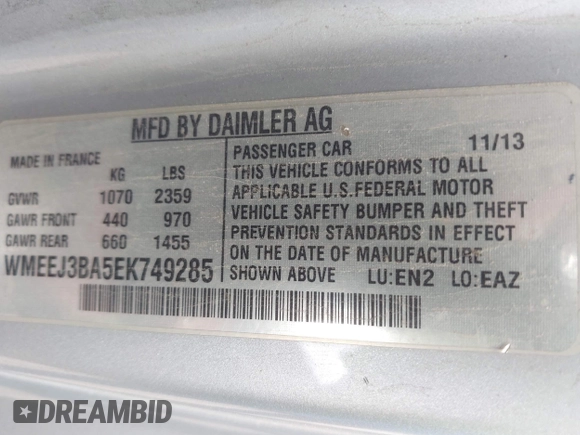 MFD BY DAIMLER AG
MADE IN FRANCE
KG LBS
GVWR 1070 2359
GAWR FRONT 440 970
GAWR REAR 660 1455
WMEEJ3BA5EK749285
PASSENGER CAR 11/13
THIS VEHICLE CONFORMS TO ALL
APPLICABLE U.S.FEDERAL MOTOR
VEHICLE SAFETY BUMPER AND THEFT
PREVENTION STANDARDS IN EFFECT
ON THE DATE OF MANUFACTURE
SHOWN ABOVE LU:EN2 LO:EAZ
DREAMBID